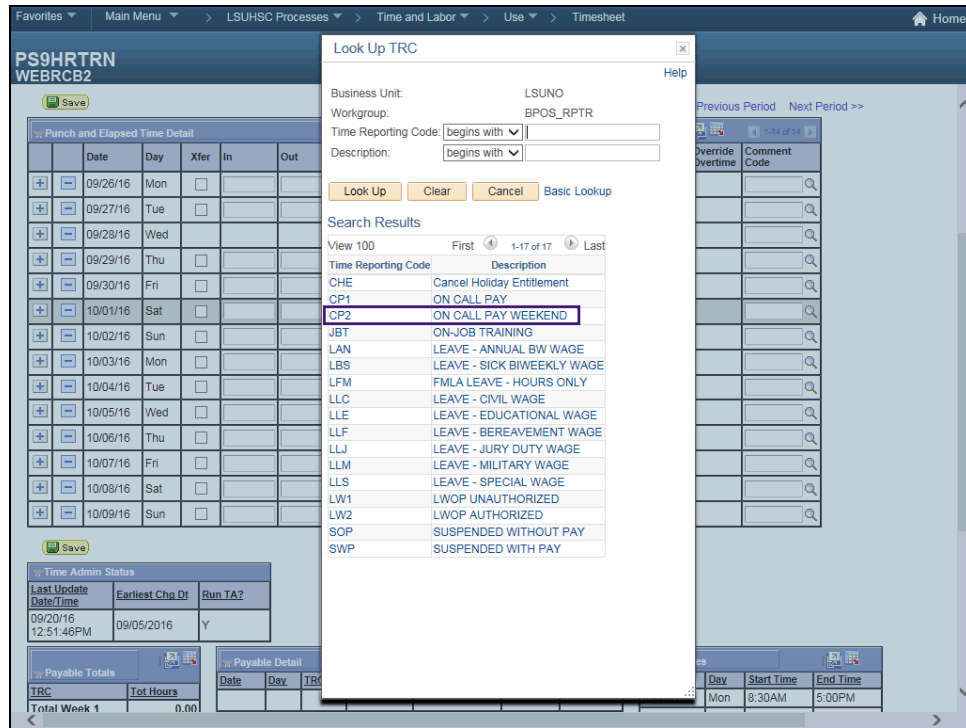 Favorites Main Menu > LSUHSC Processes > Time and Labor > Use > Timesheet Home
PS9HRTRN
WEBRCB2
Save
Previous Period Next Period >>
Punch and Elapsed Time Detail
1-14 of 14
Date Day Xfer In Out Override Overtime Comment Code
09/26/16 Mon
09/27/16 Tue
09/28/16 Wed
09/29/16 Thu
09/30/16 Fri
10/01/16 Sat
10/02/16 Sun
10/03/16 Mon
10/04/16 Tue
10/05/16 Wed
10/06/16 Thu
10/07/16 Fri
10/08/16 Sat
10/09/16 Sun
Save
Look Up TRC
Help
Business Unit: LSUNO
Workgroup: BPOS_RPTR
Time Reporting Code: begins with
Description: begins with
Look Up Clear Cancel Basic Lookup
Search Results
View 100 First 1-17 of 17 Last
Time Reporting Code Description
CHE Cancel Holiday Entitlement
CP1 ON CALL PAY
CP2 ON CALL PAY WEEKEND
JBT ON-JOB TRAINING
LAN LEAVE - ANNUAL BW WAGE
LBS LEAVE - SICK BIWEEKLY WAGE
LFM FMLA LEAVE - HOURS ONLY
LLC LEAVE - CIVIL WAGE
LLE LEAVE - EDUCATIONAL WAGE
LLF LEAVE - BEREAVEMENT WAGE
LLJ LEAVE - JURY DUTY WAGE
LLM LEAVE - MILITARY WAGE
LLS LEAVE - SPECIAL WAGE
LW1 LWOP UNAUTHORIZED
LW2 LWOP AUTHORIZED
SOP SUSPENDED WITHOUT PAY
SWP SUSPENDED WITH PAY
Time Admin Status
Last Update Date/Time Earliest Chg Dt Run TA?
09/20/16 12:51:46PM 09/05/2016 Y
Payable Totals
TRC Tot Hours
Total Week 1 0.00
Payable Detail
Date Day
Day Start Time End Time
Mon 8:30AM 5:00PM